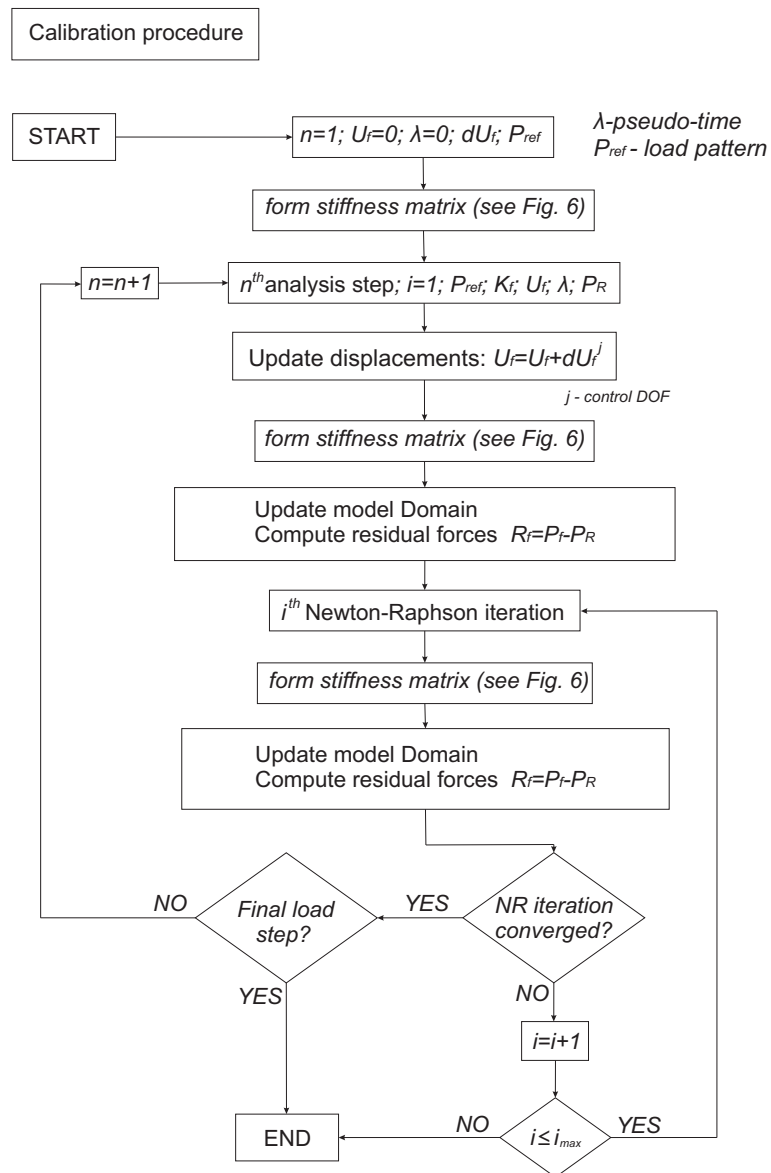 Calibration procedure
START
n=1; Uf=0; λ=0; dUf; Pref
λ-pseudo-time
Pref - load pattern
form stiffness matrix (see Fig. 6)
n=n+1
nth analysis step; i=1; Pref; Kf; Uf; λ; PR
Update displacements: Uf=Uf+dUf^j
j - control DOF
form stiffness matrix (see Fig. 6)
Update model Domain
Compute residual forces Rf=Pf-PR
ith Newton-Raphson iteration
form stiffness matrix (see Fig. 6)
Update model Domain
Compute residual forces Rf=Pf-PR
NO
Final load
step?
YES
NR iteration
converged?
YES
NO
i=i+1
END
NO
i≤imax
YES